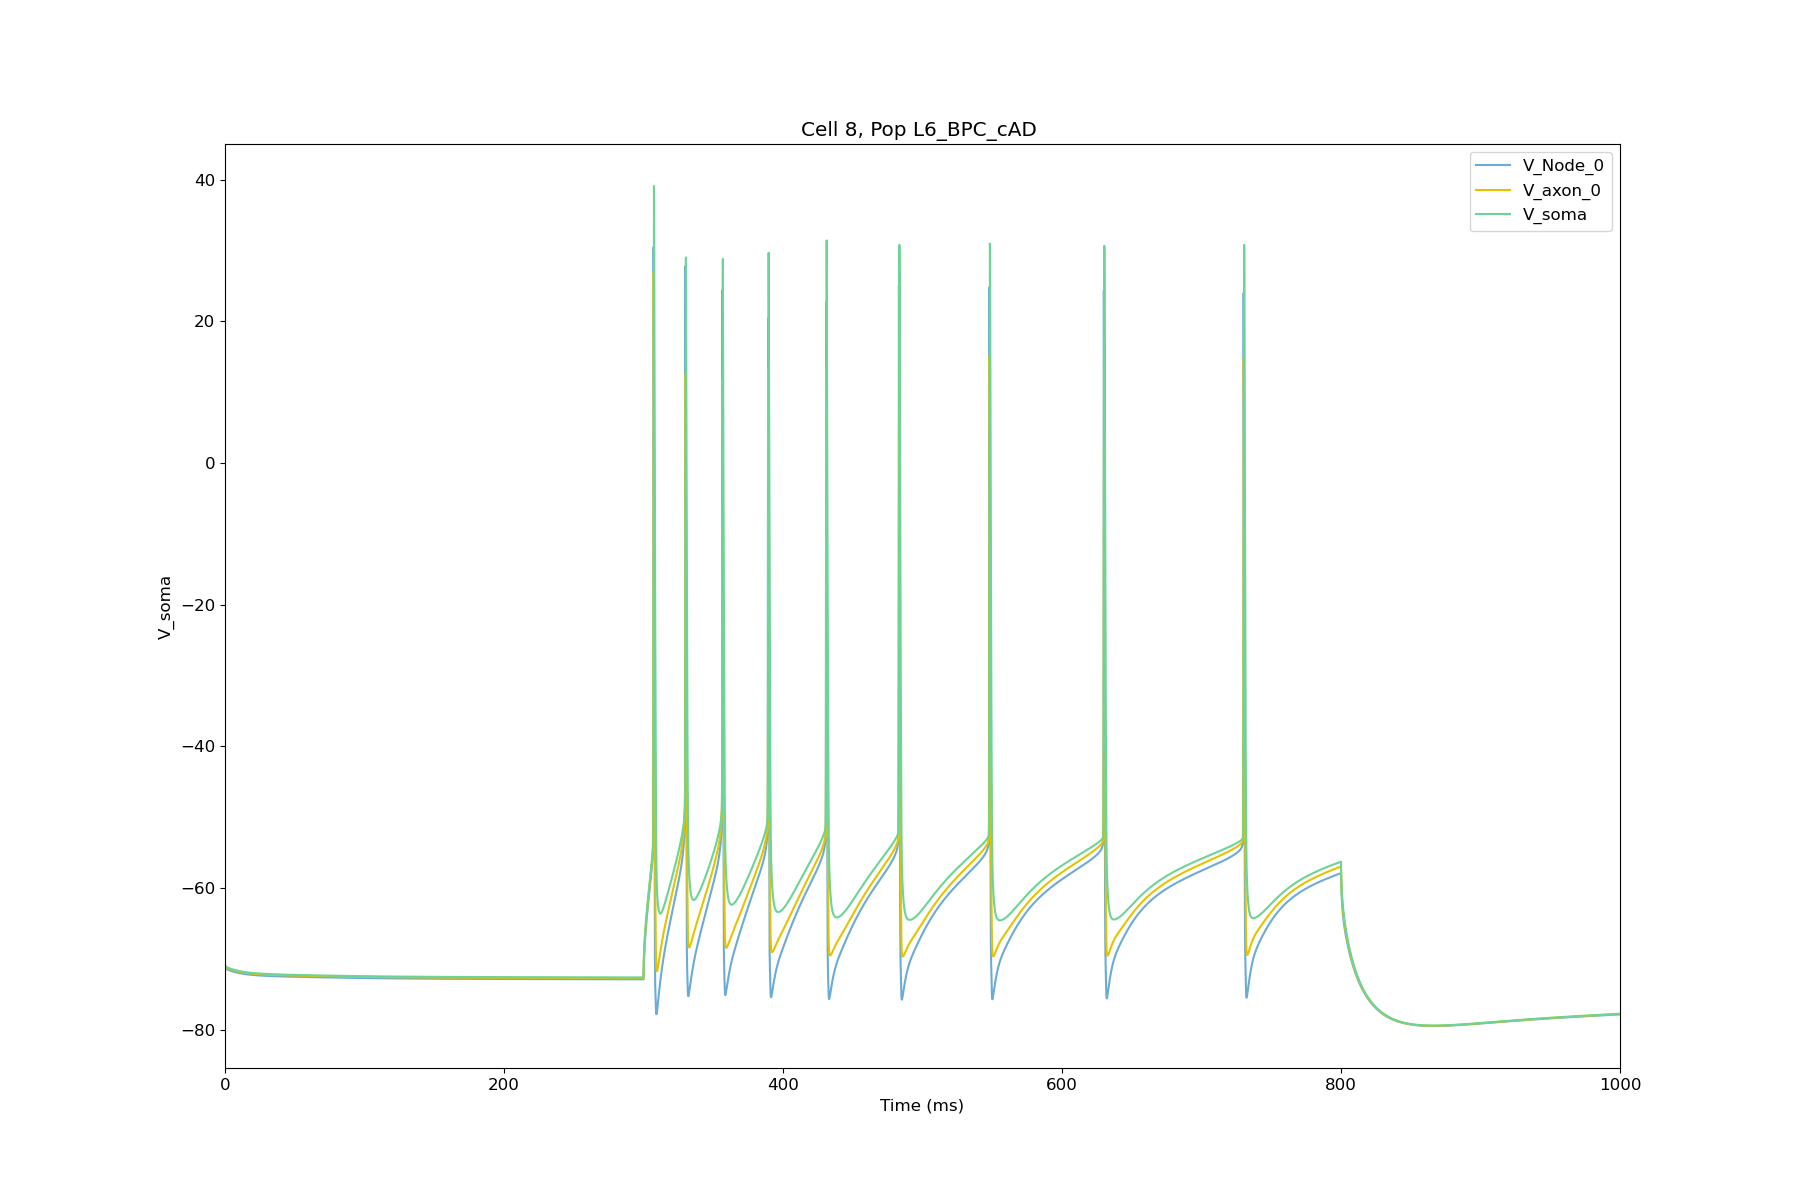 Cell 8, Pop L6_BPC_cAD
V_Node_0
V_axon_0
V_soma
40
20
0
−20
−40
−60
−80
V_soma
0 200 400 600 800 1000
Time (ms)